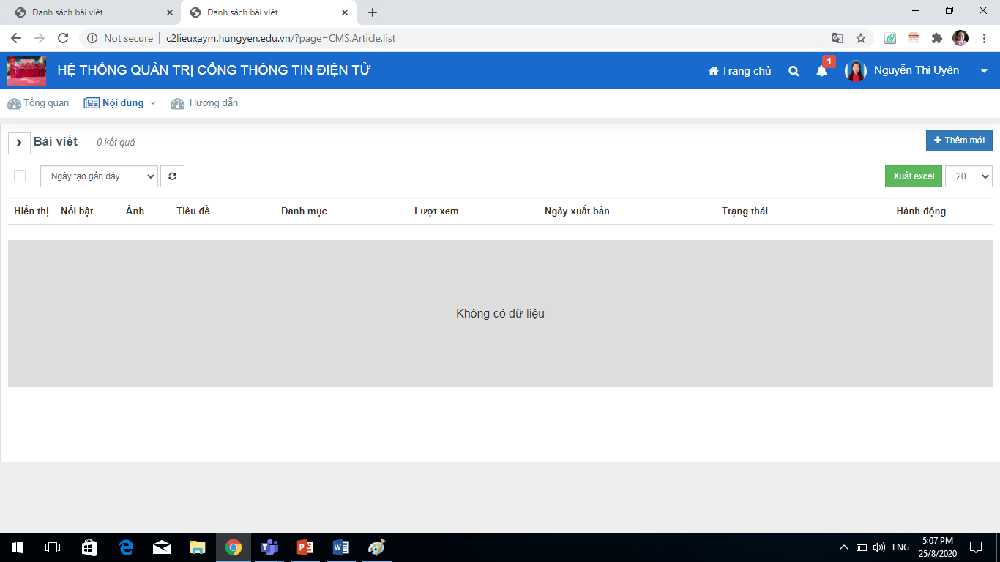 Danh sách bài viết
Danh sách bài viết
Not secure
c2lieuxaym.hungyen.edu.vn/?page=CMS.Article.list
HỆ THỐNG QUẢN TRỊ CỔNG THÔNG TIN ĐIỆN TỬ
Trang chủ
1
Nguyễn Thị Uyên
Tổng quan
Nội dung
Hướng dẫn
Bài viết — 0 kết quả
Thêm mới
Ngày tạo gần đây
Xuất excel
20
Hiển thị Nổi bật Ảnh Tiêu đề Danh mục Lượt xem Ngày xuất bản Trạng thái Hành động
Không có dữ liệu
ENG
5:07 PM
25/8/2020